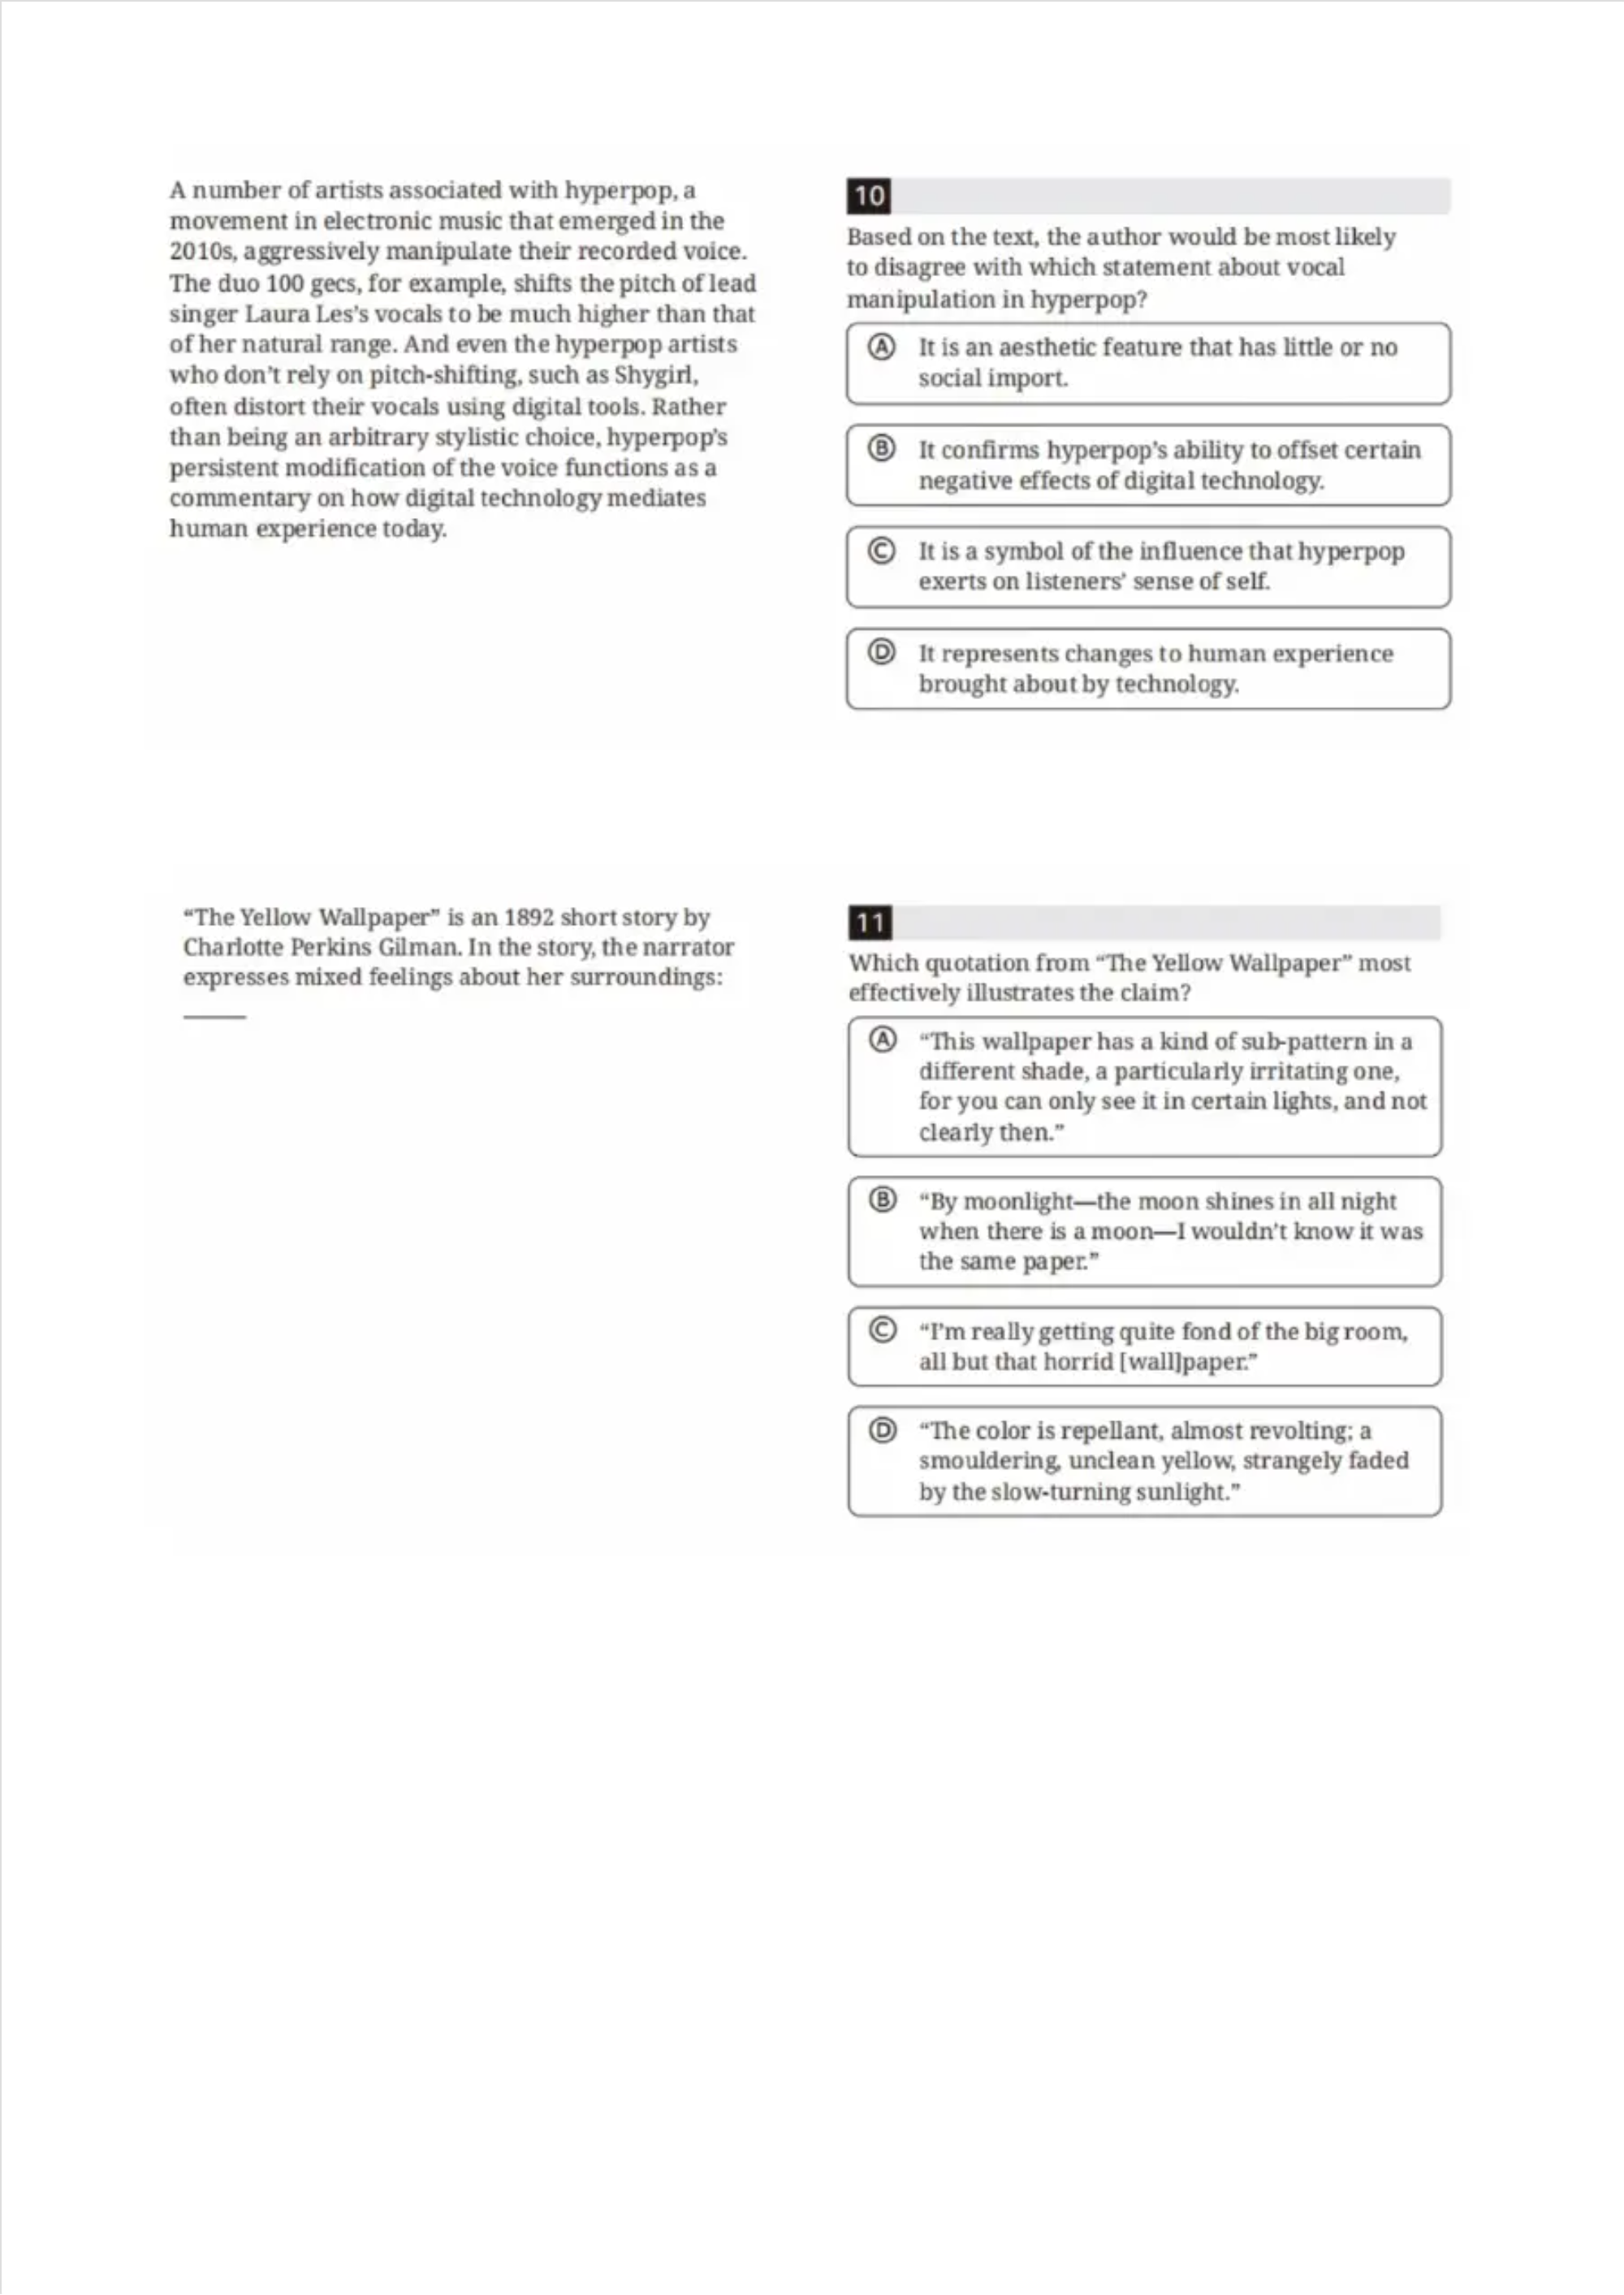 A number of artists associated with hyperpop, a
movement in electronic music that emerged in the
2010s, aggressively manipulate their recorded voice.
The duo 100 gecs, for example, shifts the pitch of lead
singer Laura Les’s vocals to be much higher than that
of her natural range. And even the hyperpop artists
who don’t rely on pitch-shifting, such as Shygirl,
often distort their vocals using digital tools. Rather
than being an arbitrary stylistic choice, hyperpop’s
persistent modification of the voice functions as a
commentary on how digital technology mediates
human experience today.
10
Based on the text, the author would be most likely
to disagree with which statement about vocal
manipulation in hyperpop?
A It is an aesthetic feature that has little or no
social import.
B It confirms hyperpop’s ability to offset certain
negative effects of digital technology.
C It is a symbol of the influence that hyperpop
exerts on listeners’ sense of self.
D It represents changes to human experience
brought about by technology.
“The Yellow Wallpaper” is an 1892 short story by
Charlotte Perkins Gilman. In the story, the narrator
expresses mixed feelings about her surroundings:
______
11
Which quotation from “The Yellow Wallpaper” most
effectively illustrates the claim?
A “This wallpaper has a kind of sub-pattern in a
different shade, a particularly irritating one,
for you can only see it in certain lights, and not
clearly then.”
B “By moonlight—the moon shines in all night
when there is a moon—I wouldn’t know it was
the same paper.”
C “I’m really getting quite fond of the big room,
all but that horrid [wall]paper.”
D “The color is repellant, almost revolting; a
smouldering, unclean yellow, strangely faded
by the slow-turning sunlight.”